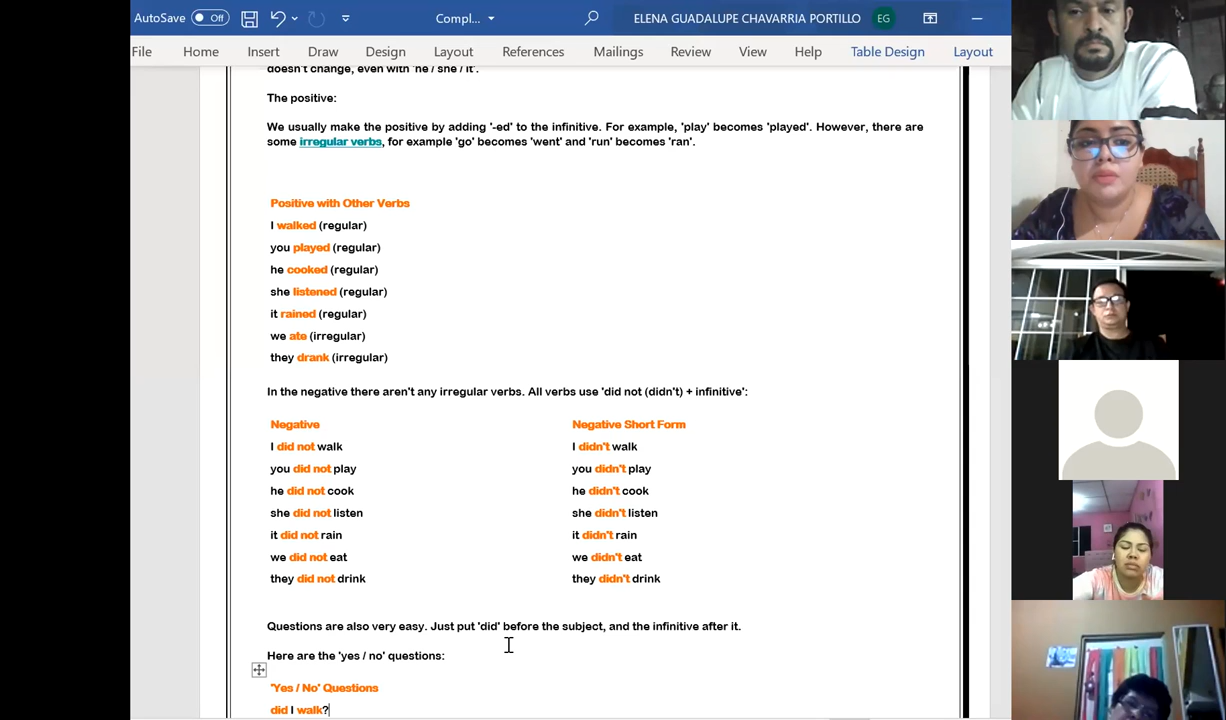 AutoSave Off Compl... ELENA GUADALUPE CHAVARRIA PORTILLO EG
File Home Insert Draw Design Layout References Mailings Review View Help Table Design Layout
doesn't change, even with 'he / she / it'.
The positive:
We usually make the positive by adding '-ed' to the infinitive. For example, 'play' becomes 'played'. However, there are
some irregular verbs, for example 'go' becomes 'went' and 'run' becomes 'ran'.
Positive with Other Verbs
I walked (regular)
you played (regular)
he cooked (regular)
she listened (regular)
it rained (regular)
we ate (irregular)
they drank (irregular)
In the negative there aren't any irregular verbs. All verbs use 'did not (didn't) + infinitive':
Negative Negative Short Form
I did not walk I didn't walk
you did not play you didn't play
he did not cook he didn't cook
she did not listen she didn't listen
it did not rain it didn't rain
we did not eat we didn't eat
they did not drink they didn't drink
Questions are also very easy. Just put 'did' before the subject, and the infinitive after it.
Here are the 'yes / no' questions:
'Yes / No' Questions
did I walk?